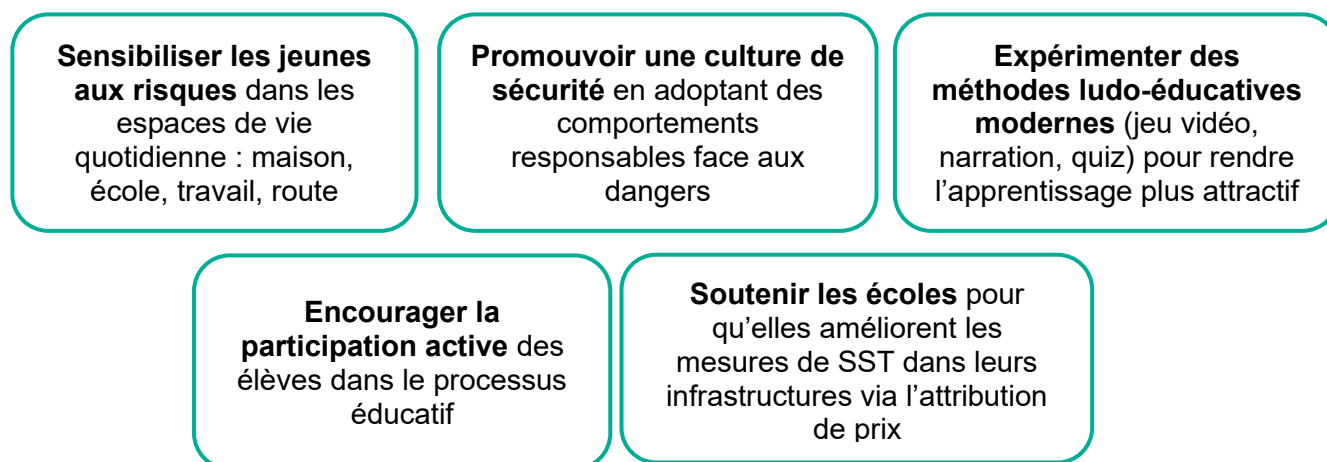 Sensibiliser les jeunes
aux risques dans les
espaces de vie
quotidienne : maison,
école, travail, route
Promouvoir une culture de
sécurité en adoptant des
comportements
responsables face aux
dangers
Expérimenter des
méthodes ludo-éducatives
modernes (jeu vidéo,
narration, quiz) pour rendre
l’apprentissage plus attractif
Encourager la
participation active des
élèves dans le processus
éducatif
Soutenir les écoles pour
qu’elles améliorent les
mesures de SST dans leurs
infrastructures via l’attribution
de prix